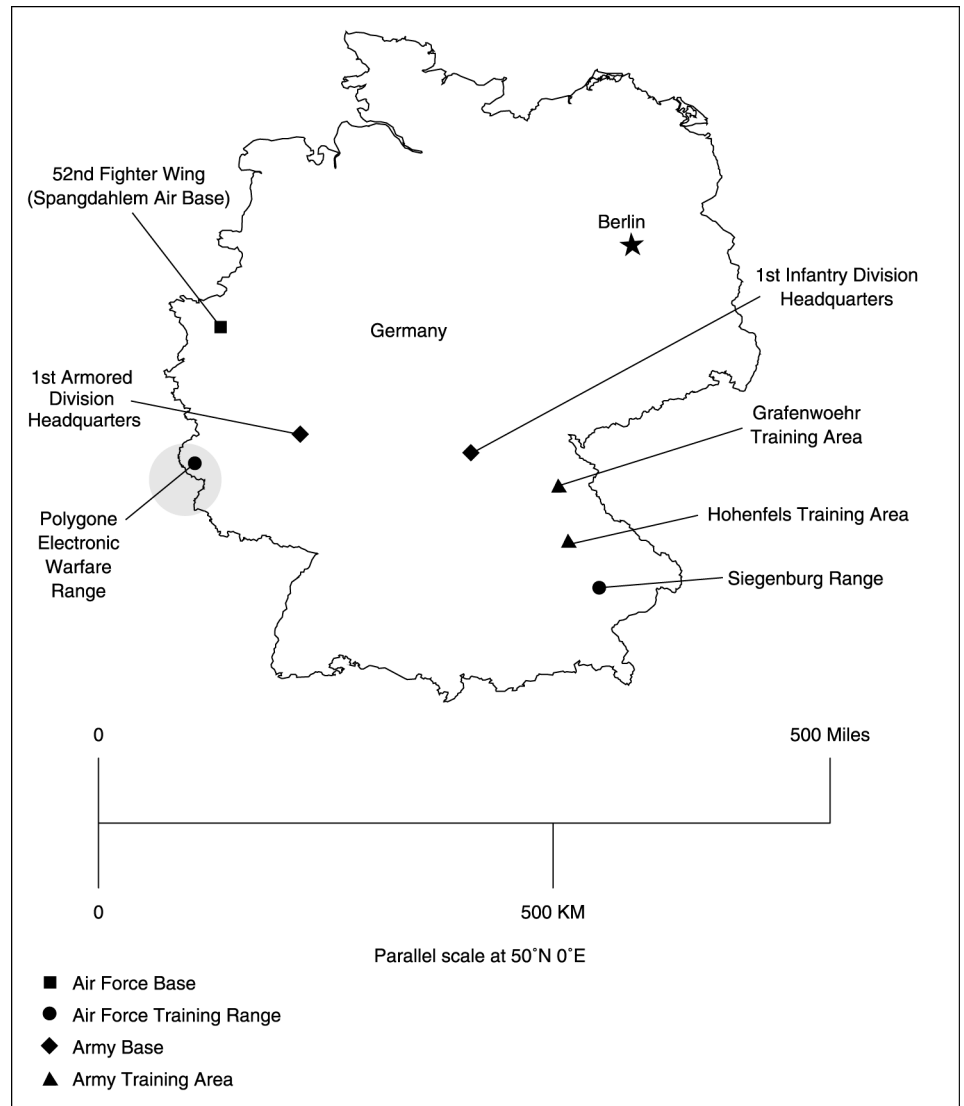 52nd Fighter Wing
(Spangdahlem Air Base)
Berlin
1st Infantry Division
Headquarters
Germany
1st Armored
Division
Headquarters
Grafenwoehr
Training Area
Hohenfels Training Area
Polygone
Electronic
Warfare
Range
Siegenburg Range
0
500 Miles
0
500 KM
Parallel scale at 50˚N 0˚E
Air Force Base
Air Force Training Range
Army Base
Army Training Area